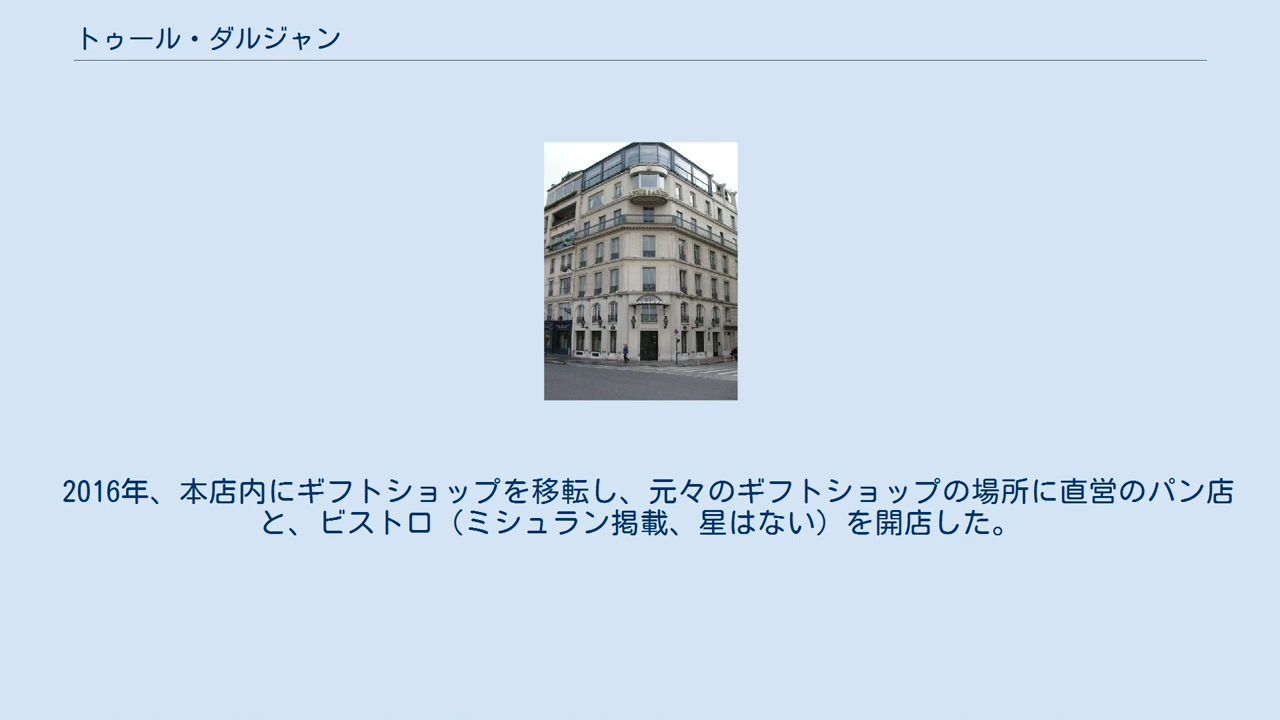 トゥール・ダルジャン
2016年、本店内にギフトショップを移転し、元々のギフトショップの場所に直営のパン店
と、ビストロ（ミシュラン掲載、星はない）を開店した。